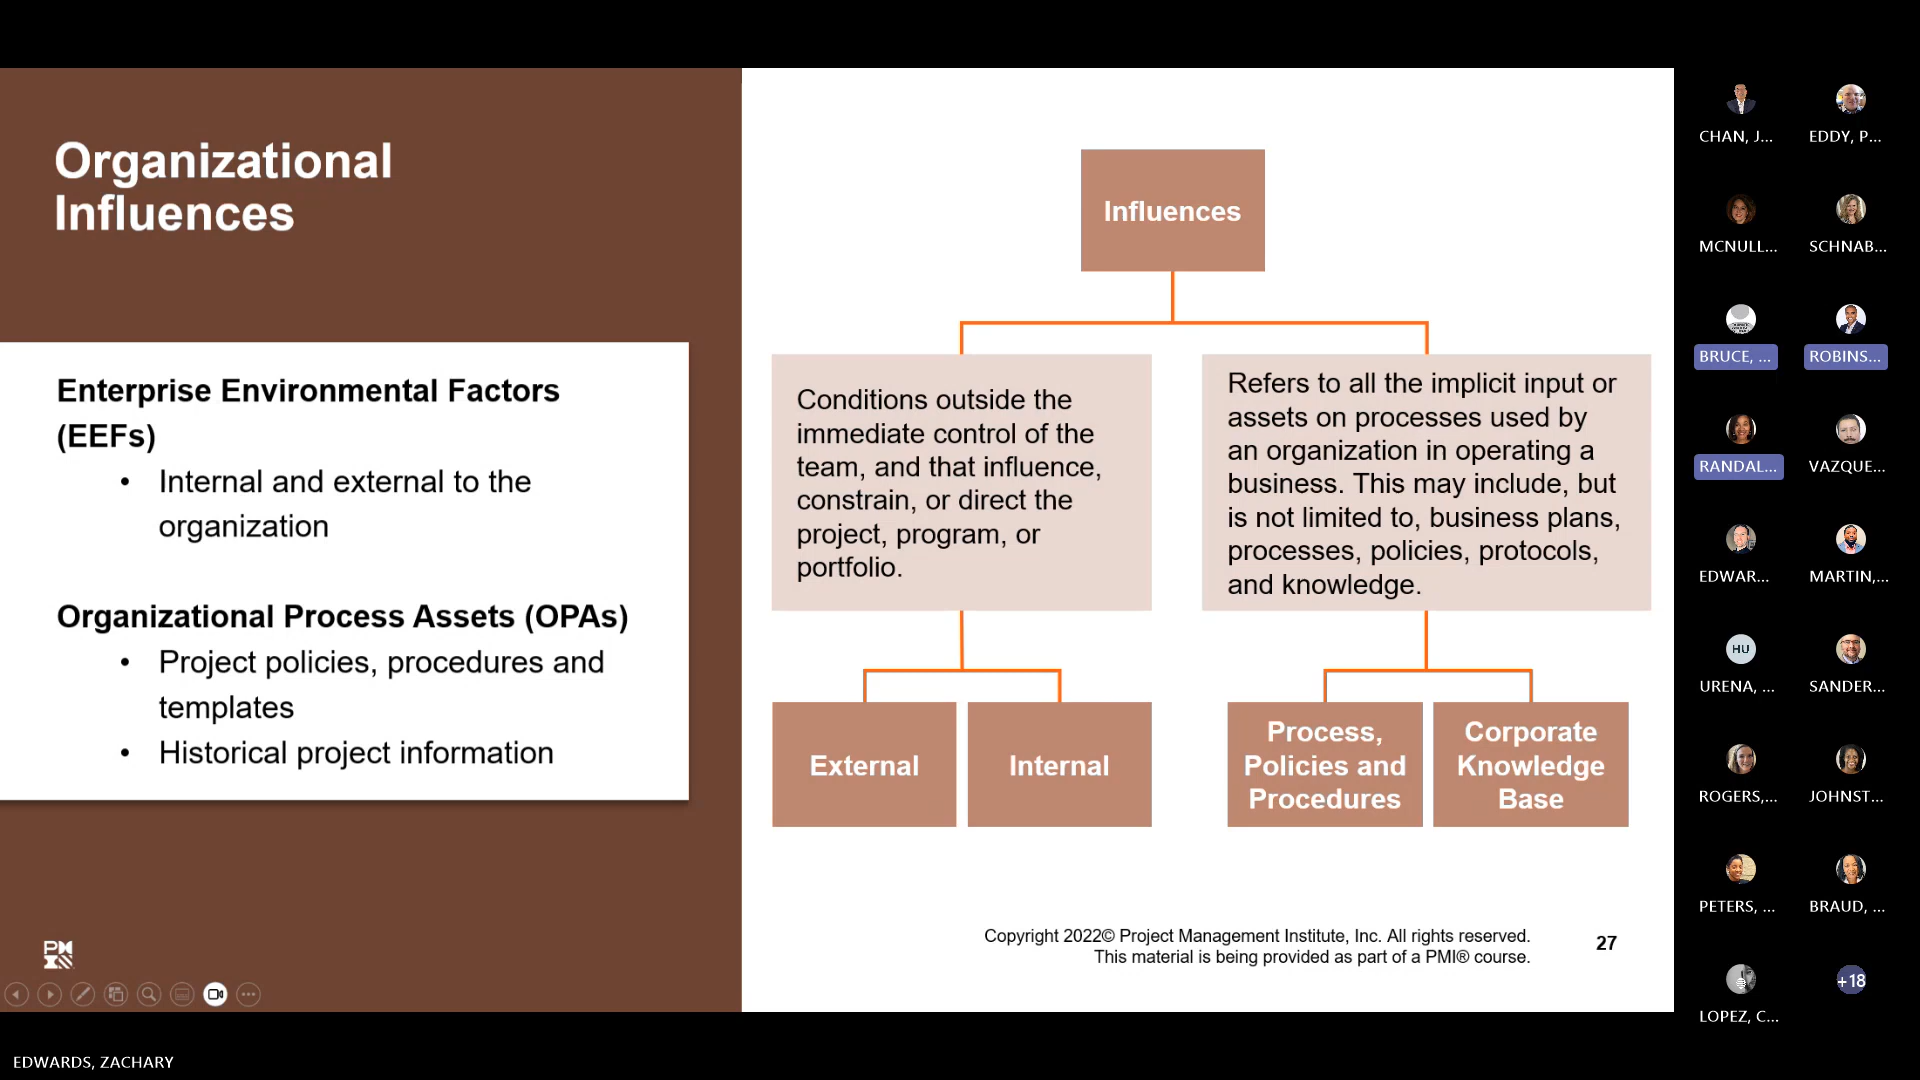 Organizational
Influences
Enterprise Environmental Factors
(EEFs)
• Internal and external to the
organization
Organizational Process Assets (OPAs)
• Project policies, procedures and
templates
• Historical project information
Influences
Conditions outside the
immediate control of the
team, and that influence,
constrain, or direct the
project, program, or
portfolio.
Refers to all the implicit input or
assets on processes used by
an organization in operating a
business. This may include, but
is not limited to, business plans,
processes, policies, protocols,
and knowledge.
External
Internal
Process,
Policies and
Procedures
Corporate
Knowledge
Base
Copyright 2022© Project Management Institute, Inc. All rights reserved.
This material is being provided as part of a PMI® course.
27
CHAN, J...
EDDY, P...
MCNULL...
SCHNAB...
BRUCE, ...
ROBINS...
RANDAL...
VAZQUE...
EDWAR...
MARTIN,...
HU
URENA, ...
SANDER...
ROGERS,...
JOHNST...
PETERS, ...
BRAUD, ...
LOPEZ, C...
+18
EDWARDS, ZACHARY